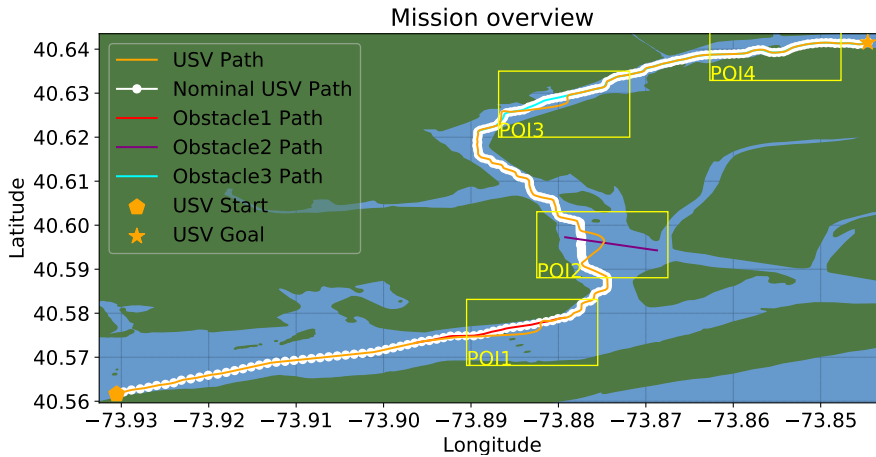 Mission overview
40.64
40.63
40.62
40.61
40.60
40.59
40.58
40.57
40.56
Latitude
USV Path
Nominal USV Path
Obstacle1 Path
Obstacle2 Path
Obstacle3 Path
USV Start
USV Goal
POI4
POI3
POI2
POI1
−73.93 −73.92 −73.91 −73.90 −73.89 −73.88 −73.87 −73.86 −73.85
Longitude